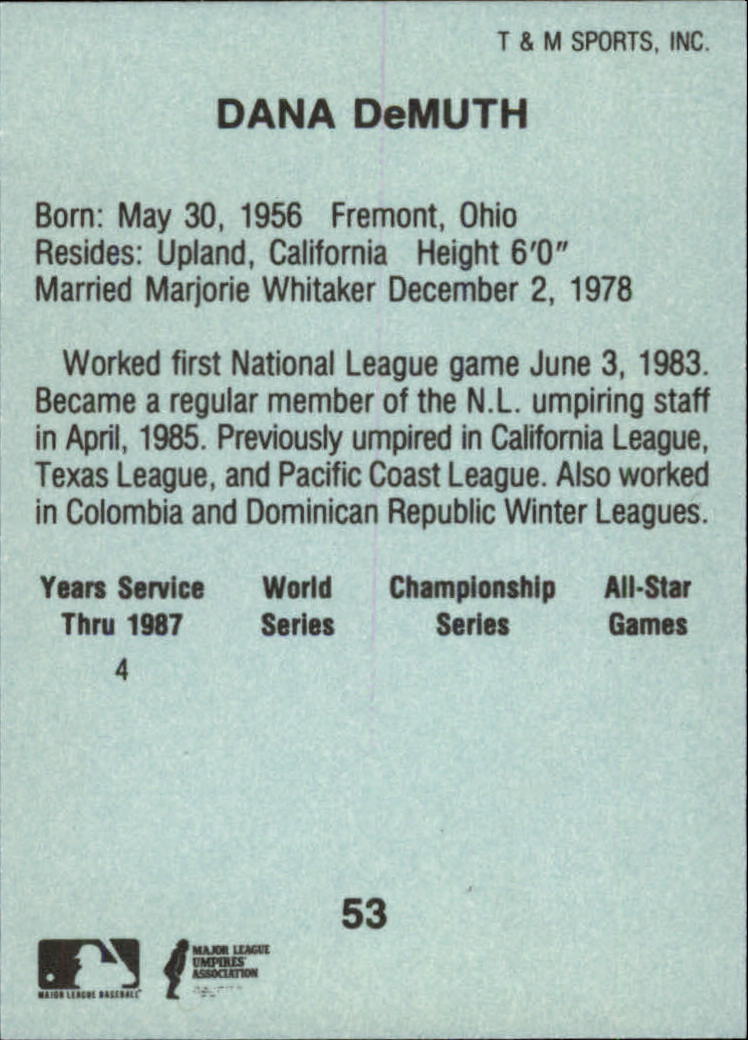 T & M SPORTS, INC.
DANA DeMUTH
Born: May 30, 1956 Fremont, Ohio
Resides: Upland, California Height 6'0"
Married Marjorie Whitaker December 2, 1978
Worked first National League game June 3, 1983.
Became a regular member of the N.L. umpiring staff
in April, 1985. Previously umpired in California League,
Texas League, and Pacific Coast League. Also worked
in Colombia and Dominican Republic Winter Leagues.
Years Service World Championship All-Star
Thru 1987 Series Series Games
4
53
MAJOR LEAGUE BASEBALL
MAJOR LEAGUE
UMPIRES'
ASSOCIATION